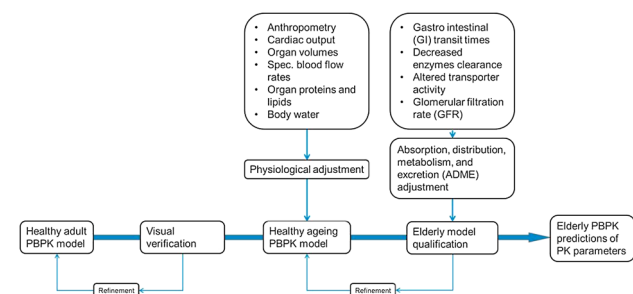 • Anthropometry
• Cardiac output
• Organ volumes
• Spec. blood flow
rates
• Organ proteins and
lipids
• Body water
• Gastro intestinal
(GI) transit times
• Decreased
enzymes clearance
• Altered transporter
activity
• Glomerular filtration
rate (GFR)
Physiological adjustment
Absorption, distribution,
metabolism, and
excretion (ADME)
adjustment
Healthy adult
PBPK model
Visual
verification
Healthy ageing
PBPK model
Elderly model
qualification
Elderly PBPK
predictions of
PK parameters
Refinement
Refinement